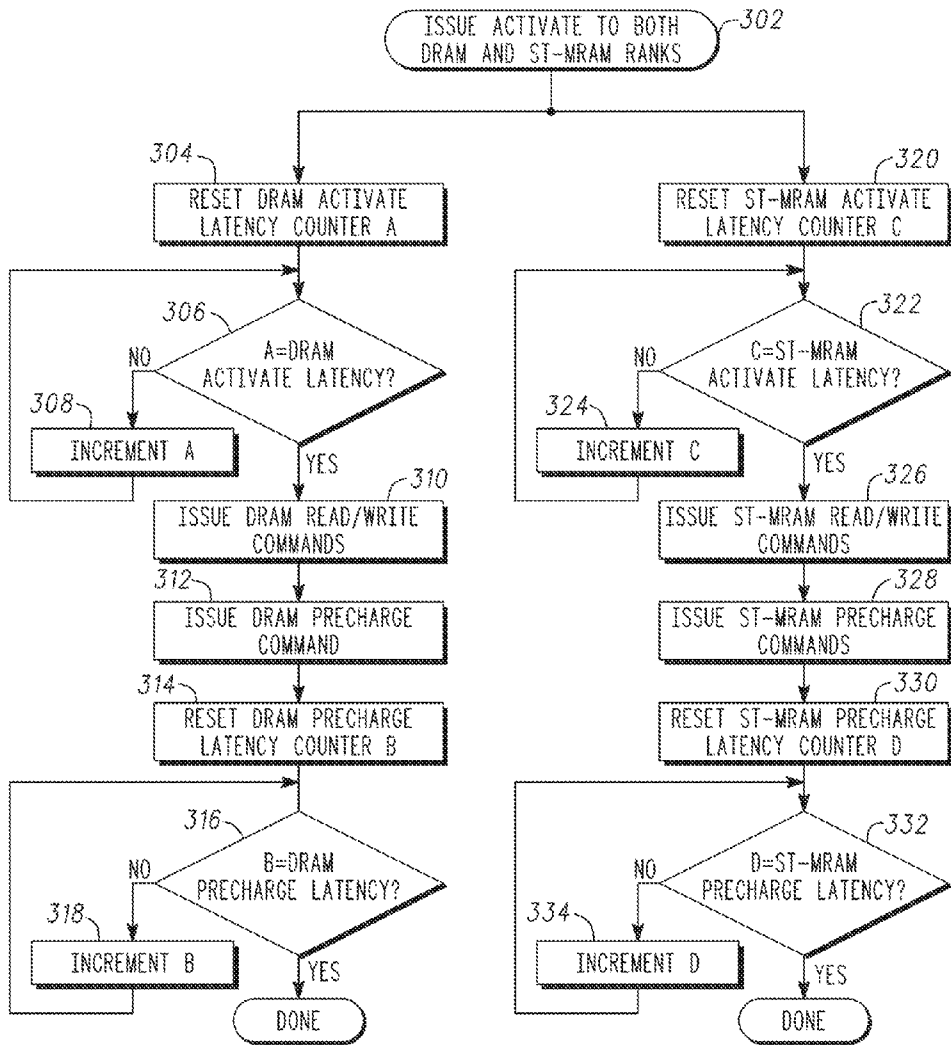 ISSUE ACTIVATE TO BOTH
DRAM AND ST-MRAM RANKS
302
304
RESET DRAM ACTIVATE
LATENCY COUNTER A
306
A=DRAM
ACTIVATE LATENCY?
NO
308
INCREMENT A
YES
310
ISSUE DRAM READ/WRITE
COMMANDS
312
ISSUE DRAM PRECHARGE
COMMAND
314
RESET DRAM PRECHARGE
LATENCY COUNTER B
316
B=DRAM
PRECHARGE LATENCY?
NO
318
INCREMENT B
YES
DONE
320
RESET ST-MRAM ACTIVATE
LATENCY COUNTER C
322
C=ST-MRAM
ACTIVATE LATENCY?
NO
324
INCREMENT C
YES
326
ISSUE ST-MRAM READ/WRITE
COMMANDS
328
ISSUE ST-MRAM PRECHARGE
COMMANDS
330
RESET ST-MRAM PRECHARGE
LATENCY COUNTER D
332
D=ST-MRAM
PRECHARGE LATENCY?
NO
334
INCREMENT D
YES
DONE